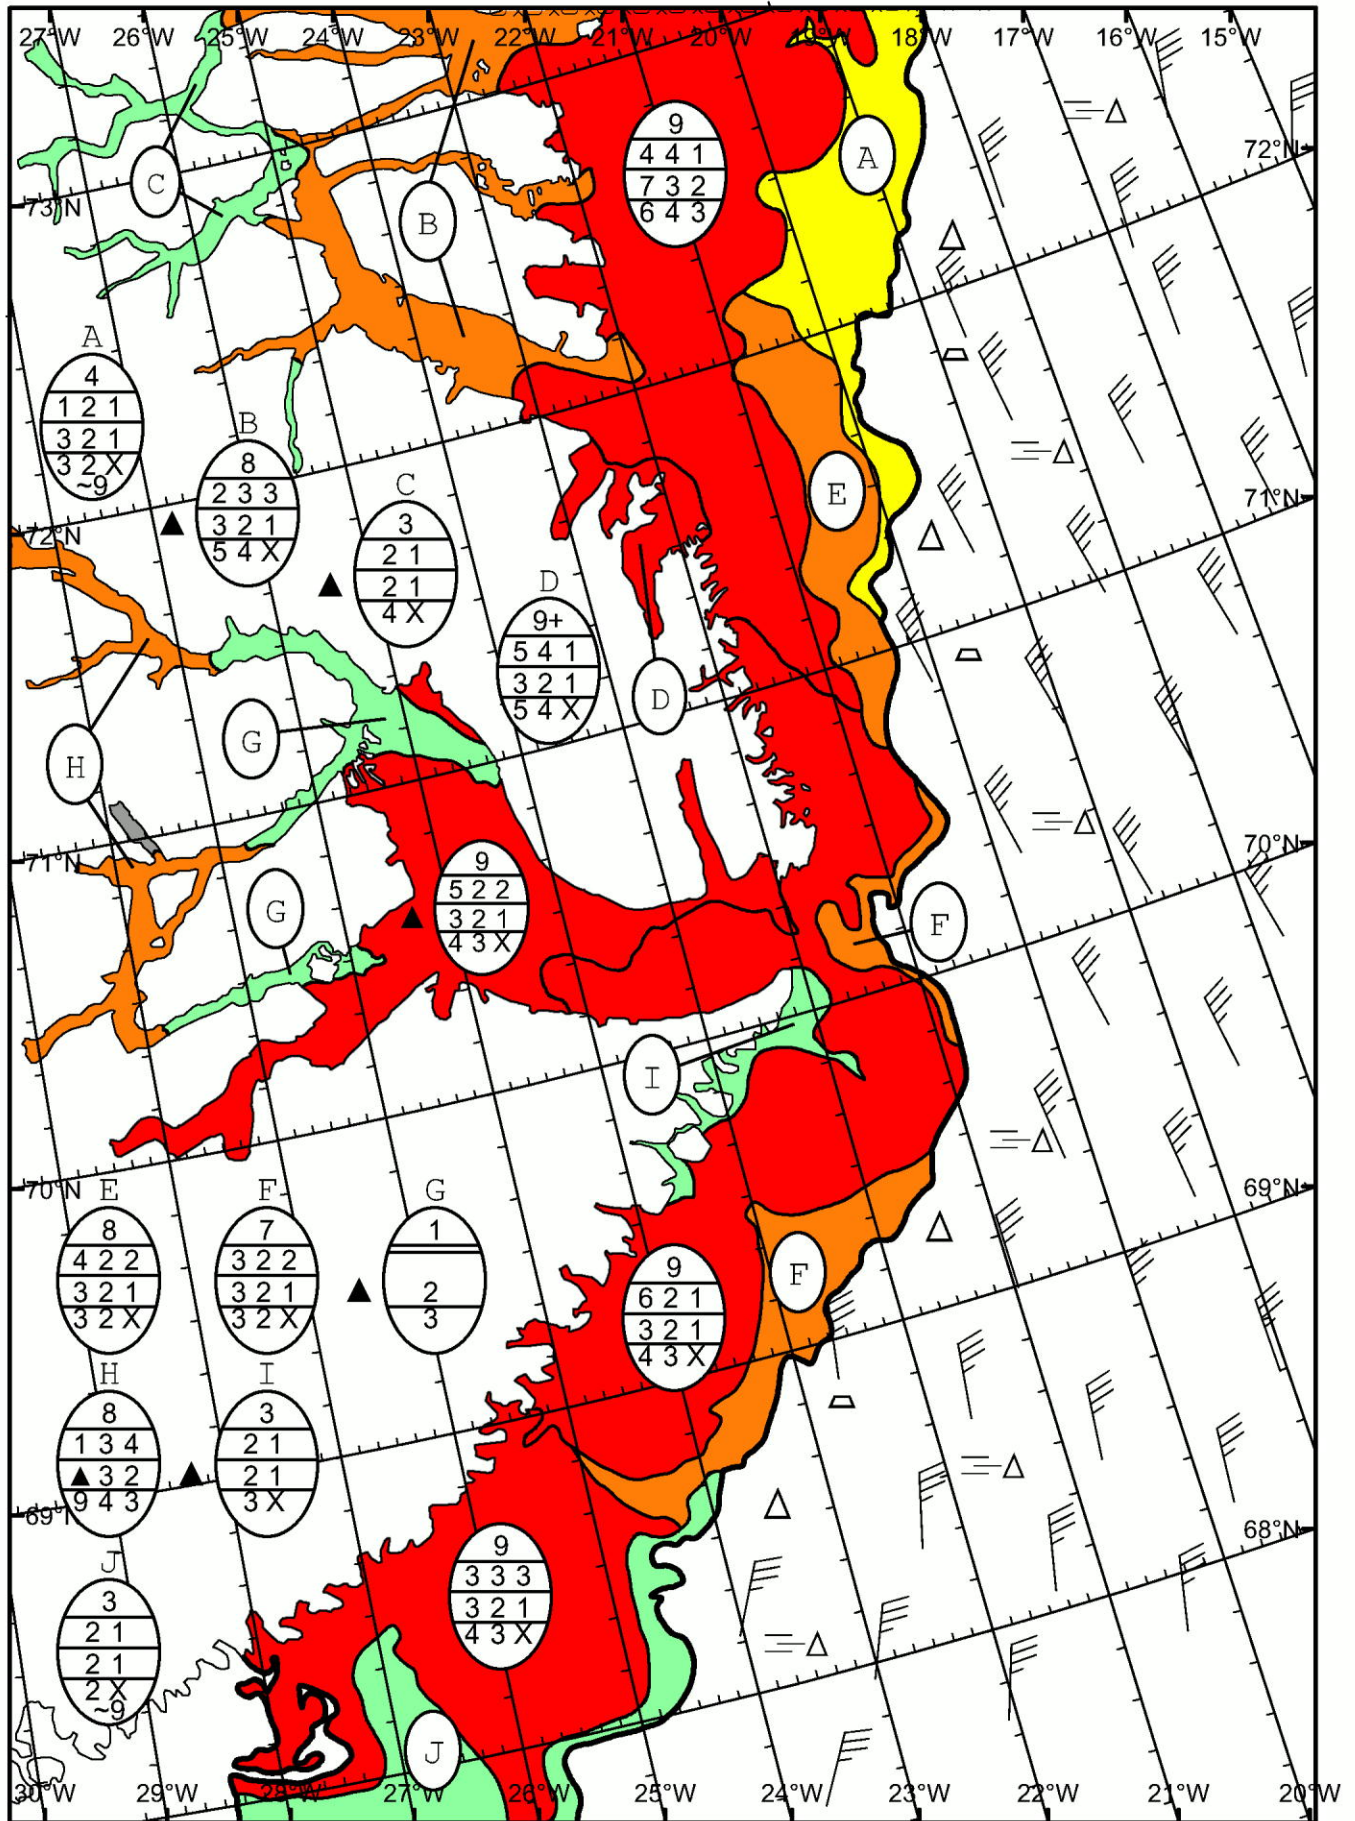 27°W 26°W 25°W 24°W 23°W 22°W 21°W 20°W 19°W 18°W 17°W 16°W 15°W
9
4 4 1
7 3 2
6 4 3
A
72°N
C
73°N
B
A
4
1 2 1
3 2 1
3 2 X
~9
B
8
2 3 3
3 2 1
5 4 X
C
3
2 1
2 1
4 X
E
71°N
72°N
D
9+
5 4 1
3 2 1
5 4 X
D
G
H
70°N
71°N
9
5 2 2
3 2 1
4 3 X
G
F
I
70°N
69°N
E
8
4 2 2
3 2 1
3 2 X
F
7
3 2 2
3 2 1
3 2 X
G
1
2
3
9
6 2 1
3 2 1
4 3 X
F
H
8
1 3 4
▲ 3 2
9 4 3
I
3
2 1
2 1
3 X
69°N
68°N
9
3 3 3
3 2 1
4 3 X
J
3
2 1
2 1
2 X
~9
J
30°W 29°W 28°W 27°W 26°W 25°W 24°W 23°W 22°W 21°W 20°W